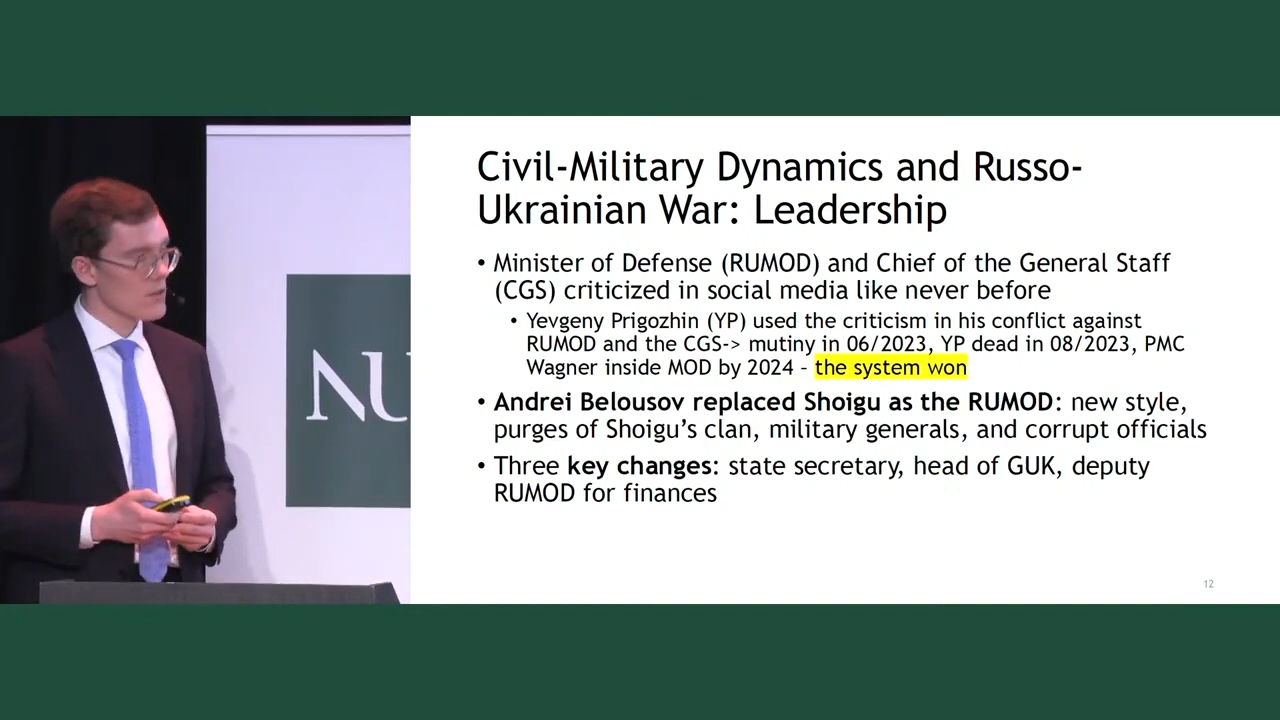 NU
Civil-Military Dynamics and Russo-
Ukrainian War: Leadership
• Minister of Defense (RUMOD) and Chief of the General Staff
(CGS) criticized in social media like never before
• Yevgeny Prigozhin (YP) used the criticism in his conflict against
RUMOD and the CGS-> mutiny in 06/2023, YP dead in 08/2023, PMC
Wagner inside MOD by 2024 – the system won
• Andrei Belousov replaced Shoigu as the RUMOD: new style,
purges of Shoigu’s clan, military generals, and corrupt officials
• Three key changes: state secretary, head of GUK, deputy
RUMOD for finances
12